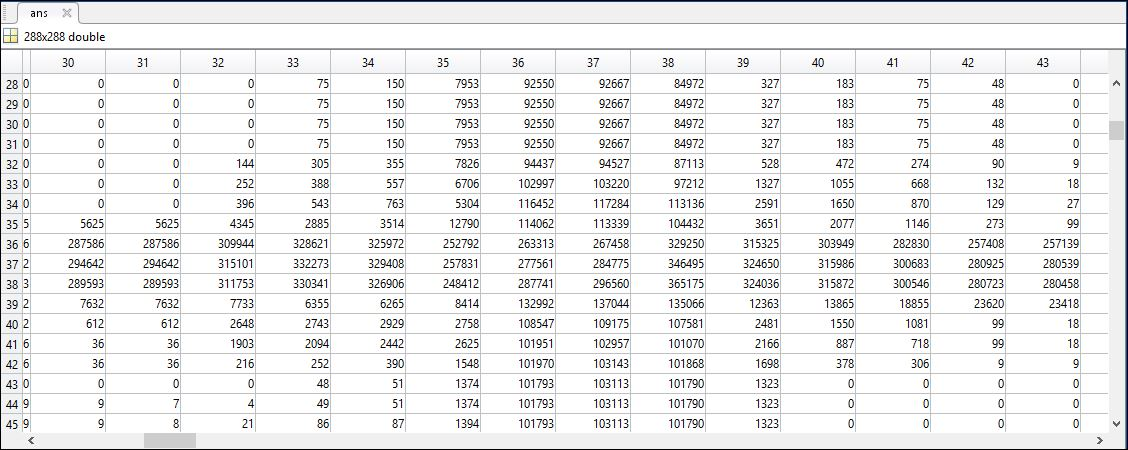 ans
288x288 double
30 31 32 33 34 35 36 37 38 39 40 41 42 43
28 0 0 0 0 75 150 7953 92550 92667 84972 327 183 75 48 0
29 0 0 0 0 75 150 7953 92550 92667 84972 327 183 75 48 0
30 0 0 0 0 75 150 7953 92550 92667 84972 327 183 75 48 0
31 0 0 0 0 75 150 7953 92550 92667 84972 327 183 75 48 0
32 0 0 0 144 305 355 7826 94437 94527 87113 528 472 274 90 9
33 0 0 0 252 388 557 6706 102997 103220 97212 1327 1055 668 132 18
34 0 0 0 396 543 763 5304 116452 117284 113136 2591 1650 870 129 27
35 5 5625 5625 4345 2885 3514 12790 114062 113339 104432 3651 2077 1146 273 99
36 6 287586 287586 309944 328621 325972 252792 263313 267458 329250 315325 303949 282830 257408 257139
37 2 294642 294642 315101 332273 329408 257831 277561 284775 346495 324650 315986 300683 280925 280539
38 3 289593 289593 311753 330341 326906 248412 287741 296560 365175 324036 315872 300546 280723 280458
39 2 7632 7632 7733 6355 6265 8414 132992 137044 135066 12363 13865 18855 23620 23418
40 2 612 612 2648 2743 2929 2758 108547 109175 107581 2481 1550 1081 99 18
41 6 36 36 1903 2094 2442 2625 101951 102957 101070 2166 887 718 99 18
42 6 36 36 216 252 390 1548 101970 103143 101868 1698 378 306 9 9
43 0 0 0 0 48 51 1374 101793 103113 101790 1323 0 0 0 0
44 9 9 7 4 49 51 1374 101793 103113 101790 1323 0 0 0 0
45 9 9 8 21 86 87 1394 101793 103113 101790 1323 0 0 0 0